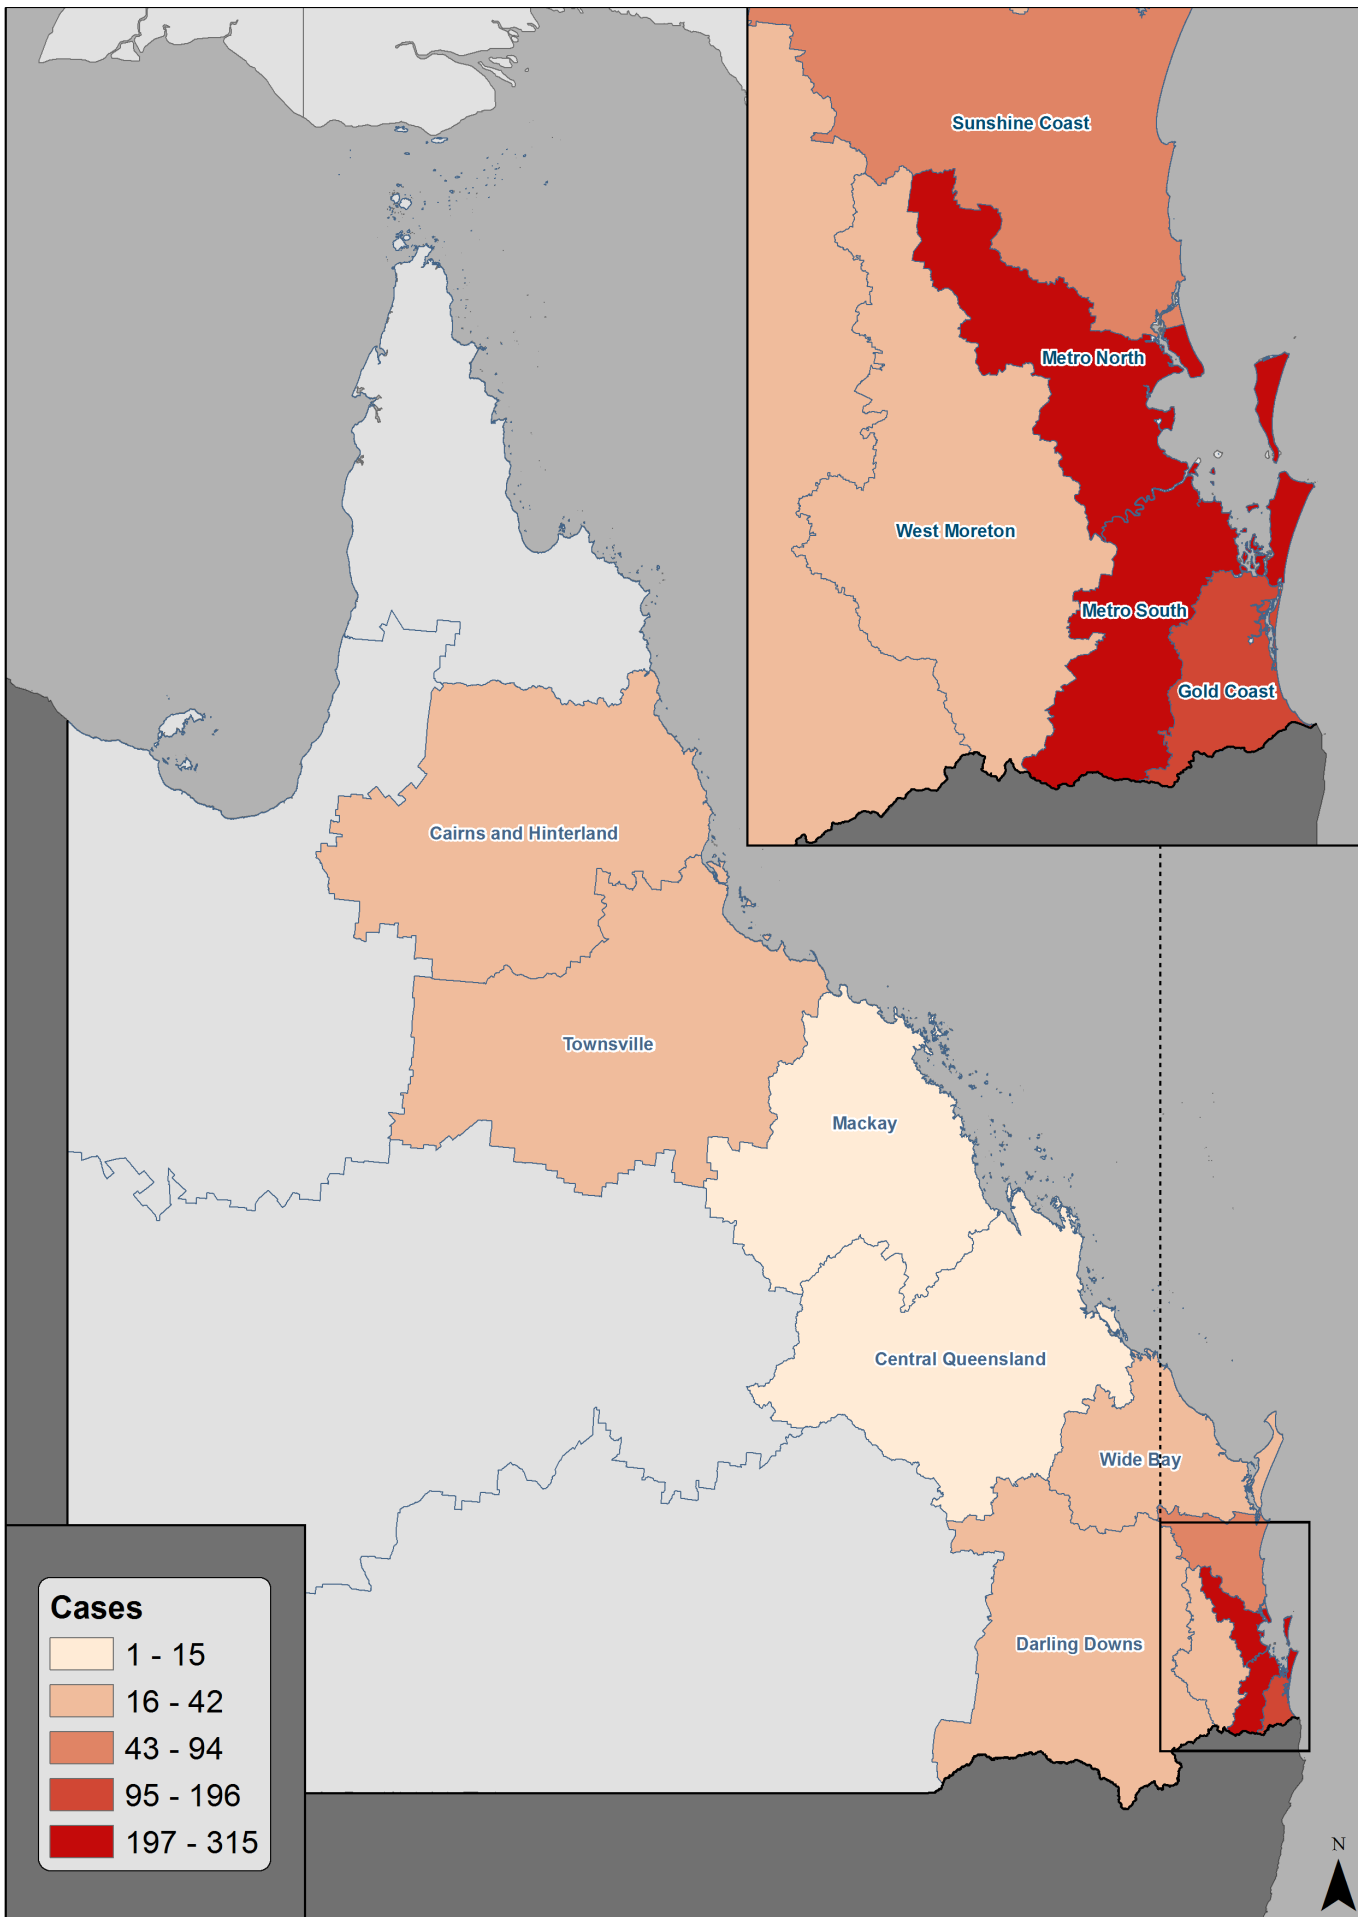 Sunshine Coast
Metro North
West Moreton
Metro South
Gold Coast
Cairns and Hinterland
Townsville
Mackay
Central Queensland
Wide Bay
Darling Downs
Cases
1 - 15
16 - 42
43 - 94
95 - 196
197 - 315
N